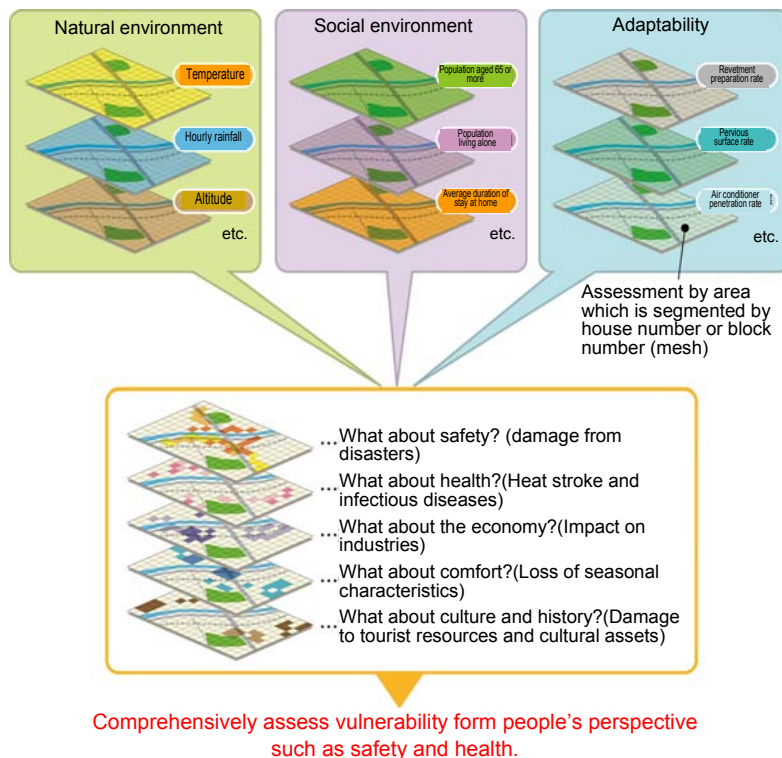 Natural environment
Temperature
Hourly rainfall
Altitude
etc.
Social environment
Population aged 65 or
more
Population
living alone
Average duration of
stay at home
etc.
Adaptability
Revetment
preparation rate
Pervious
surface rate
Air conditioner
penetration rate
etc.
Assessment by area
which is segmented by
house number or block
number (mesh)
...What about safety? (damage from
disasters)
...What about health?(Heat stroke and
infectious diseases)
...What about the economy?(Impact on
industries)
...What about comfort?(Loss of seasonal
characteristics)
...What about culture and history?(Damage
to tourist resources and cultural assets)
Comprehensively assess vulnerability form people's perspective
such as safety and health.